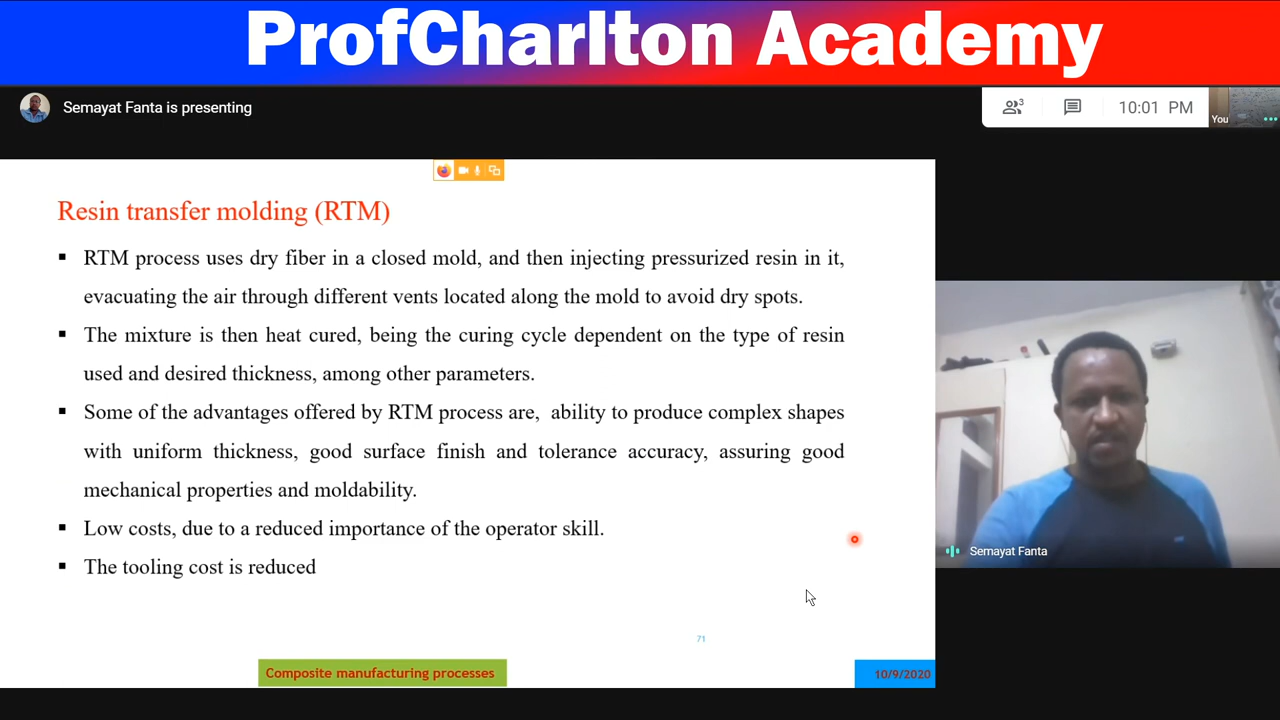 ProfCharlton Academy
Semayat Fanta is presenting
3
10:01 PM
You
Resin transfer molding (RTM)
▪ RTM process uses dry fiber in a closed mold, and then injecting pressurized resin in it,
evacuating the air through different vents located along the mold to avoid dry spots.
▪ The mixture is then heat cured, being the curing cycle dependent on the type of resin
used and desired thickness, among other parameters.
▪ Some of the advantages offered by RTM process are, ability to produce complex shapes
with uniform thickness, good surface finish and tolerance accuracy, assuring good
mechanical properties and moldability.
▪ Low costs, due to a reduced importance of the operator skill.
▪ The tooling cost is reduced
Semayat Fanta
71
Composite manufacturing processes
10/9/2020